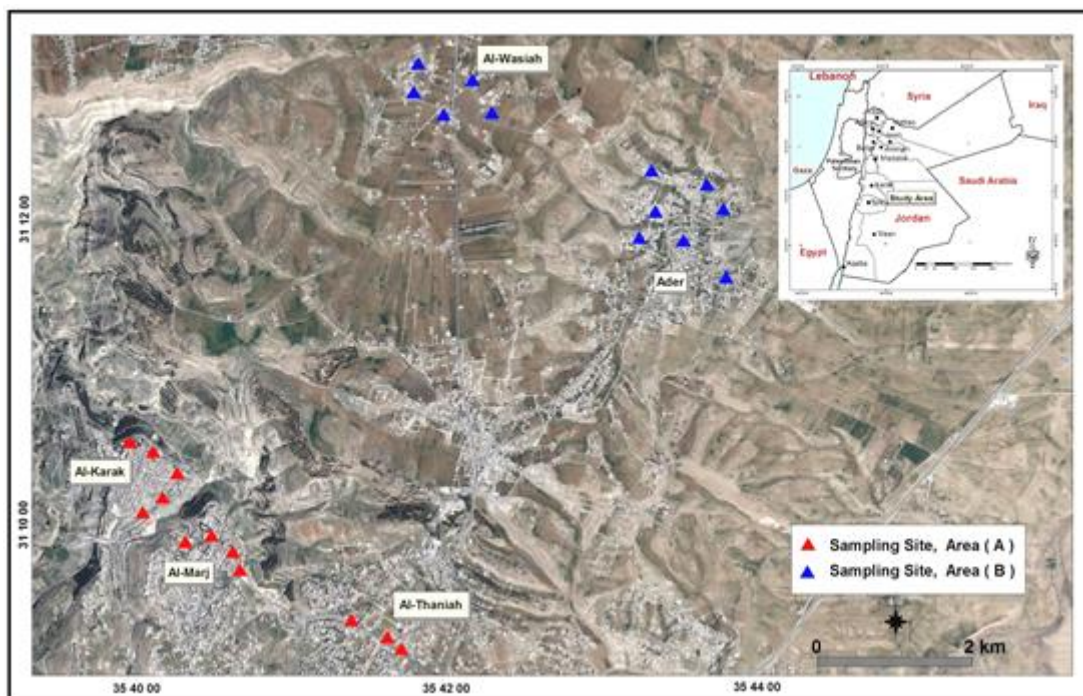 Al-Wasiah
Lebanon
Syria
Iraq
Gaza
Saudi Arabia
Study Area
Jordan
Egypt
Aqaba
31 12 00
Ader
Al-Karak
31 10 00
Al-Marj
Al-Thaniah
Sampling Site, Area ( A )
Sampling Site, Area ( B )
0 2 km
35 40 00 35 42 00 35 44 00